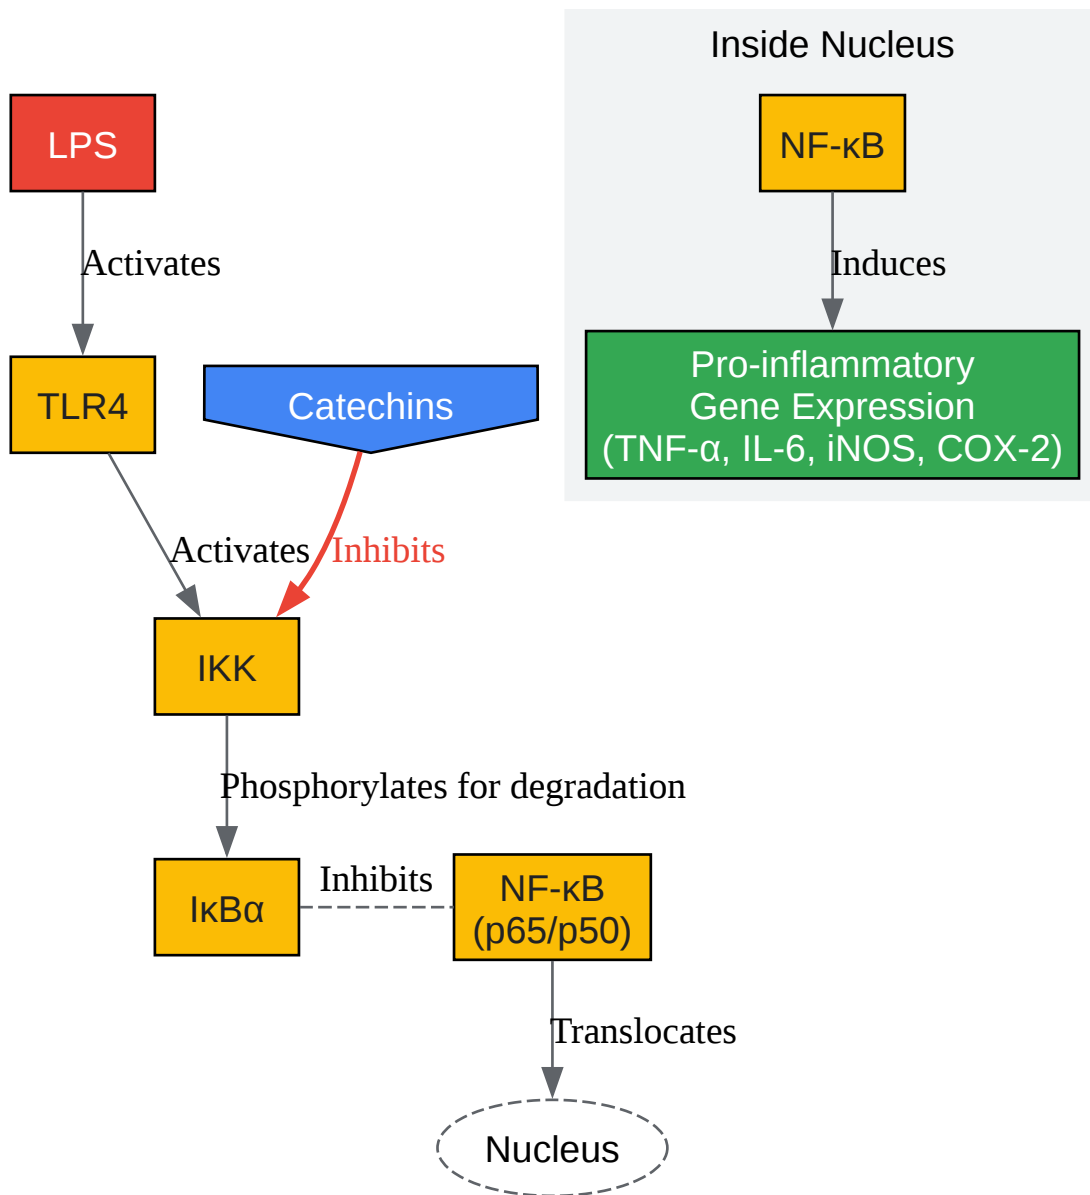 Inside Nucleus
LPS
NF-κB
Activates
Induces
TLR4
Catechins
Pro-inflammatory
Gene Expression
(TNF-α, IL-6, iNOS, COX-2)
Activates
Inhibits
IKK
Phosphorylates for degradation
IκBα
Inhibits
NF-κB
(p65/p50)
Translocates
Nucleus